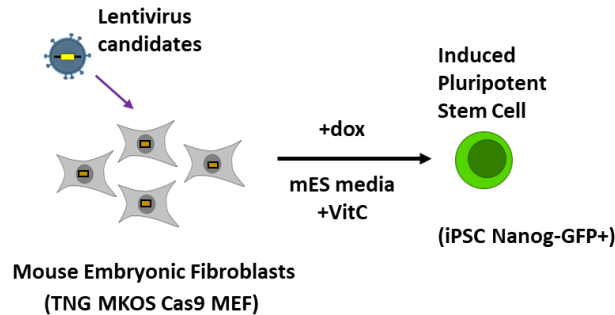 Lentivirus
candidates
Induced
Pluripotent
Stem Cell
+dox
mES media
+VitC
(iPSC Nanog-GFP+)
Mouse Embryonic Fibroblasts
(TNG MKOS Cas9 MEF)